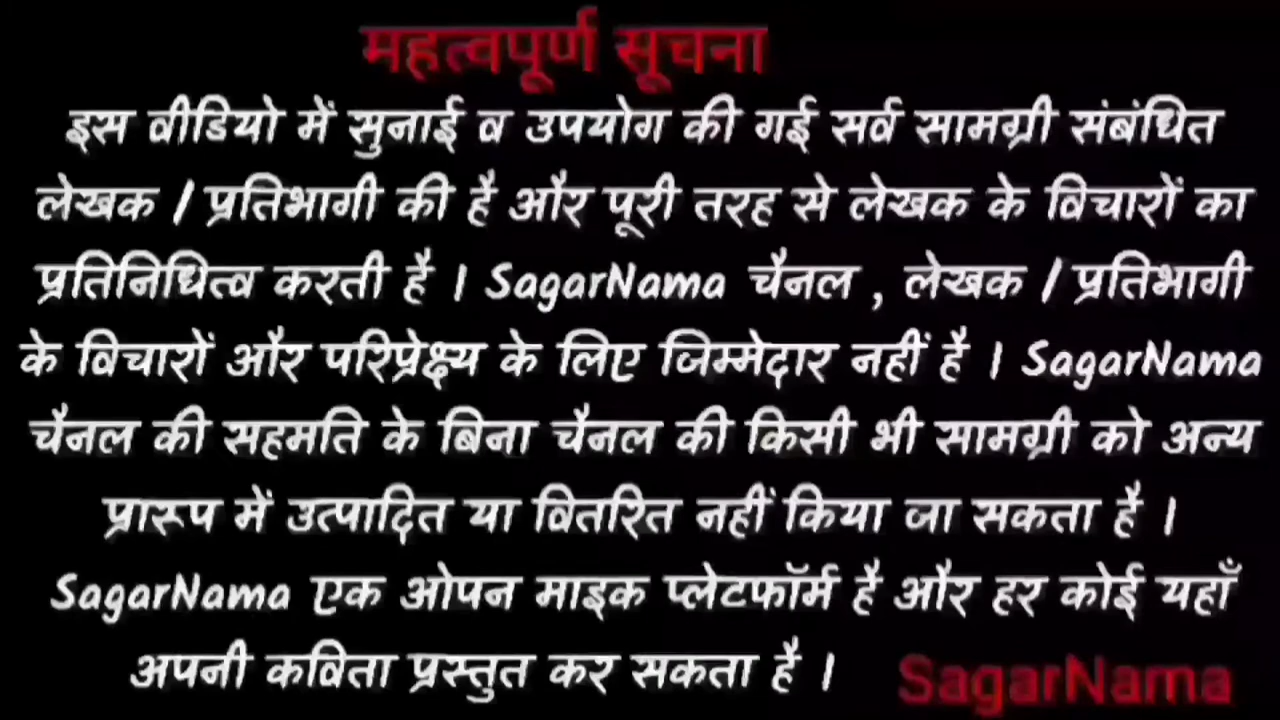 महत्वपूर्ण सूचना
इस वीडियो में सुनाई व उपयोग की गई सर्व सामग्री संबंधित
लेखक / प्रतिभागी की है और पूरी तरह से लेखक के विचारों का
प्रतिनिधित्व करती है । SagarNama चैनल , लेखक / प्रतिभागी
के विचारों और परिप्रेक्ष्य के लिए जिम्मेदार नहीं है । SagarNama
चैनल की सहमति के बिना चैनल की किसी भी सामग्री को अन्य
प्रारूप में उत्पादित या वितरित नहीं किया जा सकता है ।
SagarNama एक ओपन माइक प्लेटफॉर्म है और हर कोई यहाँ
अपनी कविता प्रस्तुत कर सकता है । SagarNama